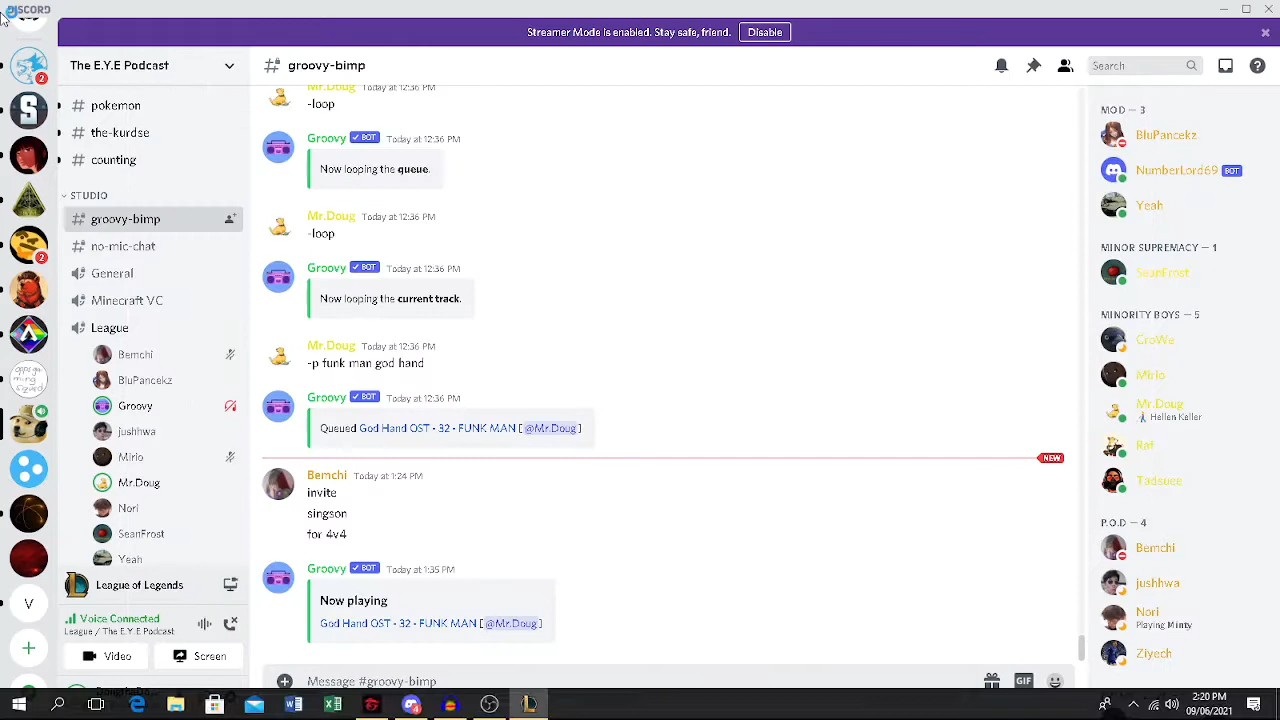 DISCORD
Streamer Mode is enabled. Stay safe, friend. Disable
The E.Y.E Podcast
groovy-bimp
Search
pokemon
the-kurdse
counting
STUDIO
groovy-bimp
no-mic-chat
General
Minecraft VC
League
Bemchi
BluPancekz
Groovy
jushhwa
Mirio
Mr.Doug
Nori
SeanFrost
Yeah
League of Legends
Voice Connected
League / The E.Y.E Podcast
Video
Screen
2
2
opps ga
ming
squad
V
Mr.Doug Today at 12:36 PM
-loop
Groovy BOT Today at 12:36 PM
Now looping the queue.
Mr.Doug Today at 12:36 PM
-loop
Groovy BOT Today at 12:36 PM
Now looping the current track.
Mr.Doug Today at 12:36 PM
-p funk man god hand
Groovy BOT Today at 12:36 PM
Queued God Hand OST - 32 - FUNK MAN [ @Mr.Doug ]
NEW
Bemchi Today at 1:24 PM
invite
singson
for 4v4
Groovy BOT Today at 1:35 PM
Now playing
God Hand OST - 32 - FUNK MAN [ @Mr.Doug ]
Message #groovy-bimp
GIF
MOD — 3
BluPancekz
NumberLord69 BOT
Yeah
MINOR SUPREMACY — 1
SeanFrost
MINORITY BOYS — 5
CroWe
Mirio
Mr.Doug
Hellen Keller
Raf
Tadsuee
P.O.D — 4
Bemchi
jushhwa
Nori
Playing Minty
Ziyech
2:20 PM
09/06/2021